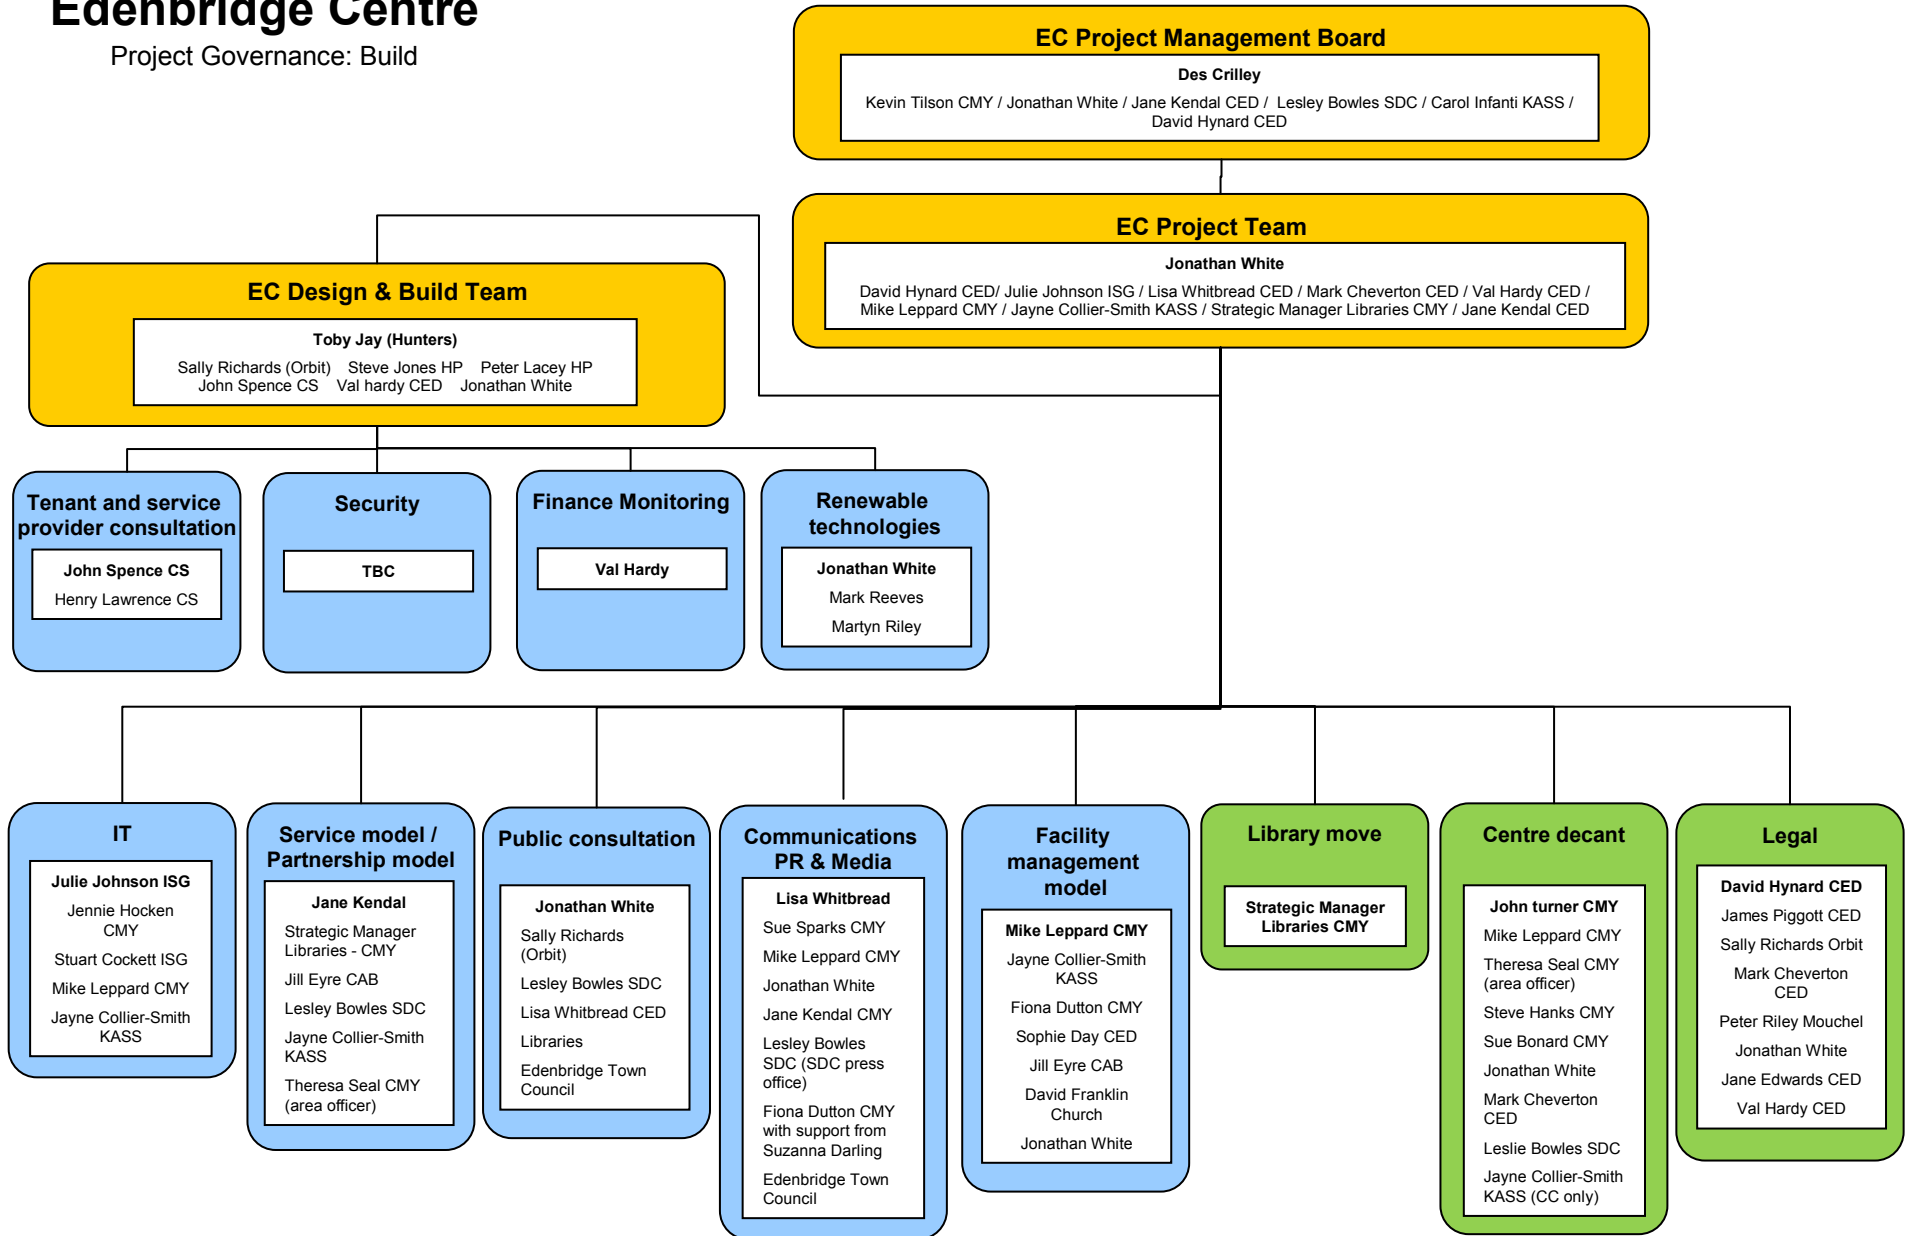 Edenbridge Centre
Project Governance: Build
EC Project Management Board
Des Crilley
Kevin Tilson CMY / Jonathan White / Jane Kendal CED / Lesley Bowles SDC / Carol Infanti KASS /
David Hynard CED
EC Project Team
Jonathan White
David Hynard CED/ Julie Johnson ISG / Lisa Whitbread CED / Mark Cheverton CED / Val Hardy CED /
Mike Leppard CMY / Jayne Collier-Smith KASS / Strategic Manager Libraries CMY / Jane Kendal CED
EC Design & Build Team
Toby Jay (Hunters)
Sally Richards (Orbit) Steve Jones HP Peter Lacey HP
John Spence CS Val hardy CED Jonathan White
Tenant and service
provider consultation
John Spence CS
Henry Lawrence CS
Security
TBC
Finance Monitoring
Val Hardy
Renewable
technologies
Jonathan White
Mark Reeves
Martyn Riley
IT
Julie Johnson ISG
Jennie Hocken
CMY
Stuart Cockett ISG
Mike Leppard CMY
Jayne Collier-Smith
KASS
Service model /
Partnership model
Jane Kendal
Strategic Manager
Libraries - CMY
Jill Eyre CAB
Lesley Bowles SDC
Jayne Collier-Smith
KASS
Theresa Seal CMY
(area officer)
Public consultation
Jonathan White
Sally Richards
(Orbit)
Lesley Bowles SDC
Lisa Whitbread CED
Libraries
Edenbridge Town
Council
Communications
PR & Media
Lisa Whitbread
Sue Sparks CMY
Mike Leppard CMY
Jonathan White
Jane Kendal CMY
Lesley Bowles
SDC (SDC press
office)
Fiona Dutton CMY
with support from
Suzanna Darling
Edenbridge Town
Council
Facility
management
model
Mike Leppard CMY
Jayne Collier-Smith
KASS
Fiona Dutton CMY
Sophie Day CED
Jill Eyre CAB
David Franklin
Church
Jonathan White
Library move
Strategic Manager
Libraries CMY
Centre decant
John turner CMY
Mike Leppard CMY
Theresa Seal CMY
(area officer)
Steve Hanks CMY
Sue Bonard CMY
Jonathan White
Mark Cheverton
CED
Leslie Bowles SDC
Jayne Collier-Smith
KASS (CC only)
Legal
David Hynard CED
James Piggott CED
Sally Richards Orbit
Mark Cheverton
CED
Peter Riley Mouchel
Jonathan White
Jane Edwards CED
Val Hardy CED